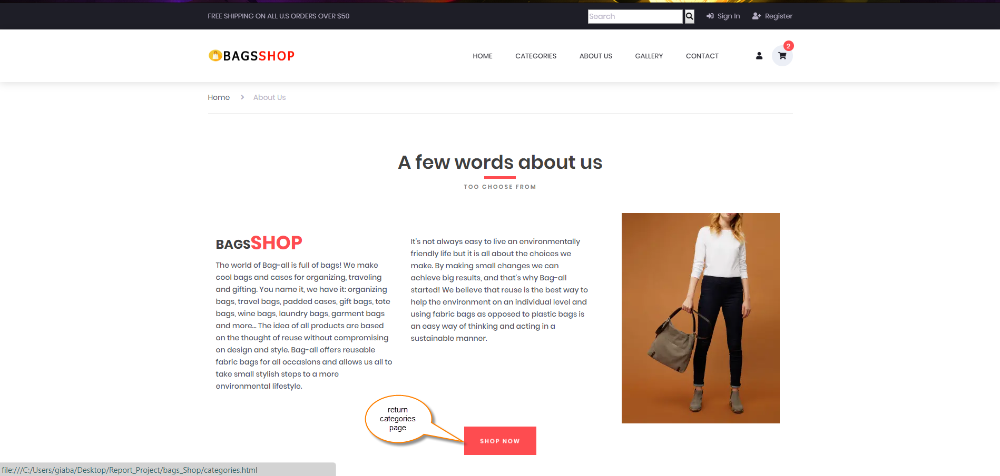 FREE SHIPPING ON ALL U.S ORDERS OVER $50
Search
Sign In
Register
BAGSSHOP
HOME
CATEGORIES
ABOUT US
GALLERY
CONTACT
2
Home
About Us
A few words about us
TOO CHOOSE FROM
BAGSSHOP
The world of Bag-all is full of bags! We make
cool bags and cases for organizing, traveling
and gifting. You name it, we have it: organizing
bags, travel bags, padded cases, gift bags, tote
bags, wine bags, laundry bags, garment bags
and more... The idea of all products are based
on the thought of reuse without compromising
on design and style. Bag-all offers reusable
fabric bags for all occasions and allows us all to
take small stylish steps to a more
environmental lifestyle.
It's not always easy to live an environmentally
friendly life but it is all about the choices we
make. By making small changes we can
achieve big results, and that's why Bag-all
started! We believe that reuse is the best way to
help the environment on an individual level and
using fabric bags as opposed to plastic bags is
an easy way of thinking and acting in a
sustainable manner.
return
categories
page
SHOP NOW
file:///C:/Users/giaba/Desktop/Report_Project/bags_Shop/categories.html